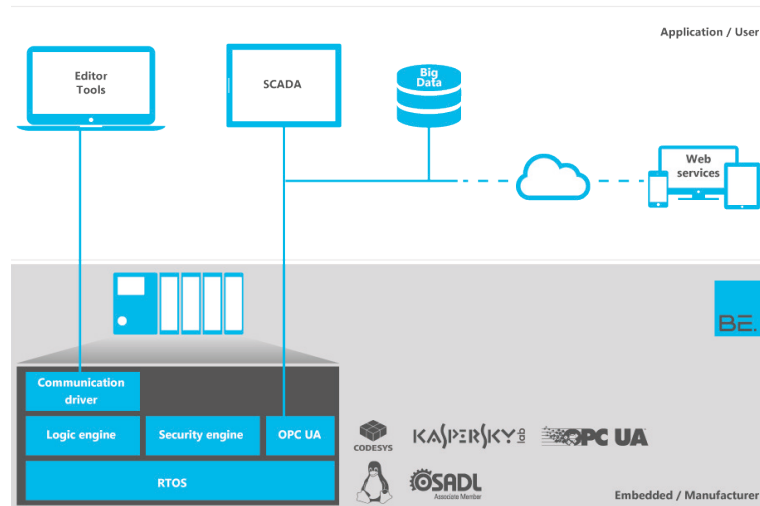 Application / User
Editor
Tools
SCADA
Big
Data
Web
services
BE.
Communication
driver
Logic engine
Security engine
OPC UA
RTOS
CODESYS
KASPERSKY lab
OPC UA
OSADL
Associate Member
Embedded / Manufacturer